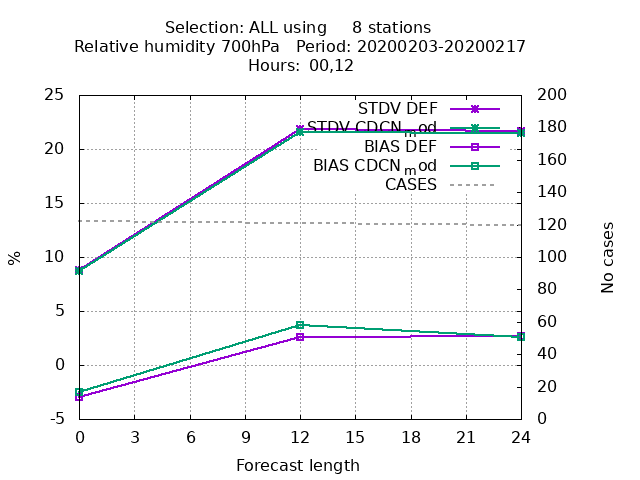 Selection: ALL using 8 stations
Relative humidity 700hPa Period: 20200203-20200217
Hours: 00,12
25
20
15
10
5
0
-5
%
STDV DEF
STDV CDCN_mod
BIAS DEF
BIAS CDCN_mod
CASES
200
180
160
140
120
100
80
60
40
20
0
No cases
0 3 6 9 12 15 18 21 24
Forecast length